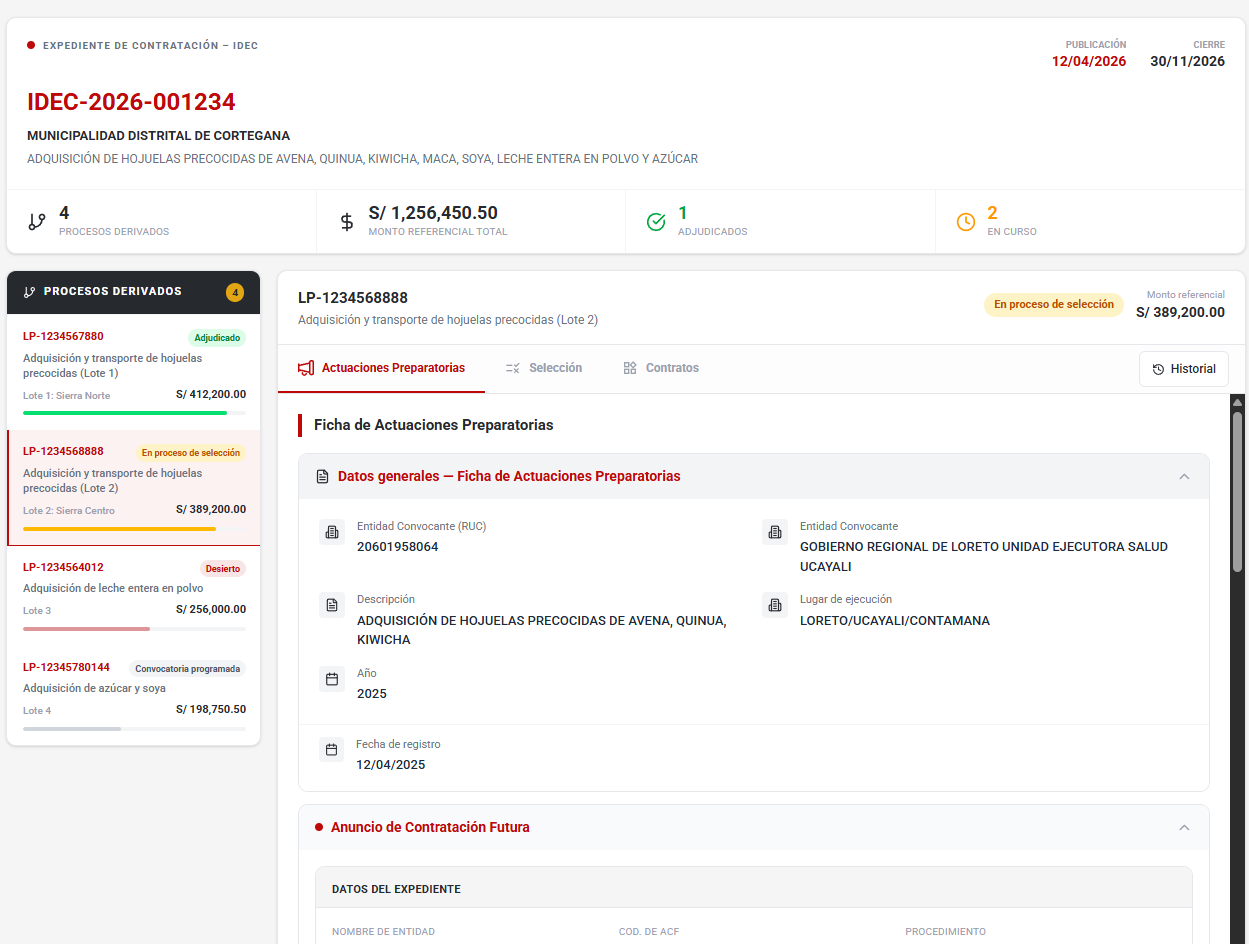 EXPEDIENTE DE CONTRATACIÓN – IDEC
PUBLICACIÓN
12/04/2026
CIERRE
30/11/2026
IDEC-2026-001234
MUNICIPALIDAD DISTRITAL DE CORTEGANA
ADQUISICIÓN DE HOJUELAS PRECOCIDAS DE AVENA, QUINUA, KIWICHA, MACA, SOYA, LECHE ENTERA EN POLVO Y AZÚCAR
4
PROCESOS DERIVADOS
S/ 1,256,450.50
MONTO REFERENCIAL TOTAL
1
ADJUDICADOS
2
EN CURSO
PROCESOS DERIVADOS 4
LP-1234567880 Adjudicado
Adquisición y transporte de hojuelas
precocidas (Lote 1)
Lote 1: Sierra Norte S/ 412,200.00
LP-1234568888 En proceso de selección
Adquisición y transporte de hojuelas
precocidas (Lote 2)
Lote 2: Sierra Centro S/ 389,200.00
LP-1234564012 Desierto
Adquisición de leche entera en polvo
Lote 3 S/ 256,000.00
LP-12345780144 Convocatoria programada
Adquisición de azúcar y soya
Lote 4 S/ 198,750.50
LP-1234568888
Adquisición y transporte de hojuelas precocidas (Lote 2)
En proceso de selección
Monto referencial
S/ 389,200.00
Actuaciones Preparatorias Selección Contratos Historial
Ficha de Actuaciones Preparatorias
Datos generales — Ficha de Actuaciones Preparatorias
Entidad Convocante (RUC)
20601958064
Entidad Convocante
GOBIERNO REGIONAL DE LORETO UNIDAD EJECUTORA SALUD
UCAYALI
Descripción
ADQUISICIÓN DE HOJUELAS PRECOCIDAS DE AVENA, QUINUA,
KIWICHA
Lugar de ejecución
LORETO/UCAYALI/CONTAMANA
Año
2025
Fecha de registro
12/04/2025
Anuncio de Contratación Futura
DATOS DEL EXPEDIENTE
NOMBRE DE ENTIDAD COD. DE ACF PROCEDIMIENTO